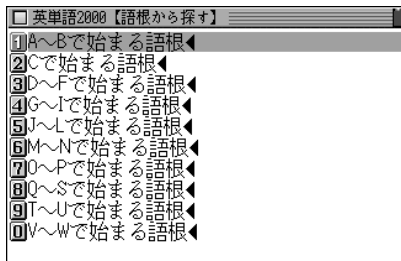 英単語2000【語根から探す】
1A～Bで始まる語根◀
2Cで始まる語根◀
3D～Fで始まる語根◀
4G～Iで始まる語根◀
5J～Lで始まる語根◀
6M～Nで始まる語根◀
7O～Pで始まる語根◀
8Q～Sで始まる語根◀
9T～Uで始まる語根◀
0V～Wで始まる語根◀